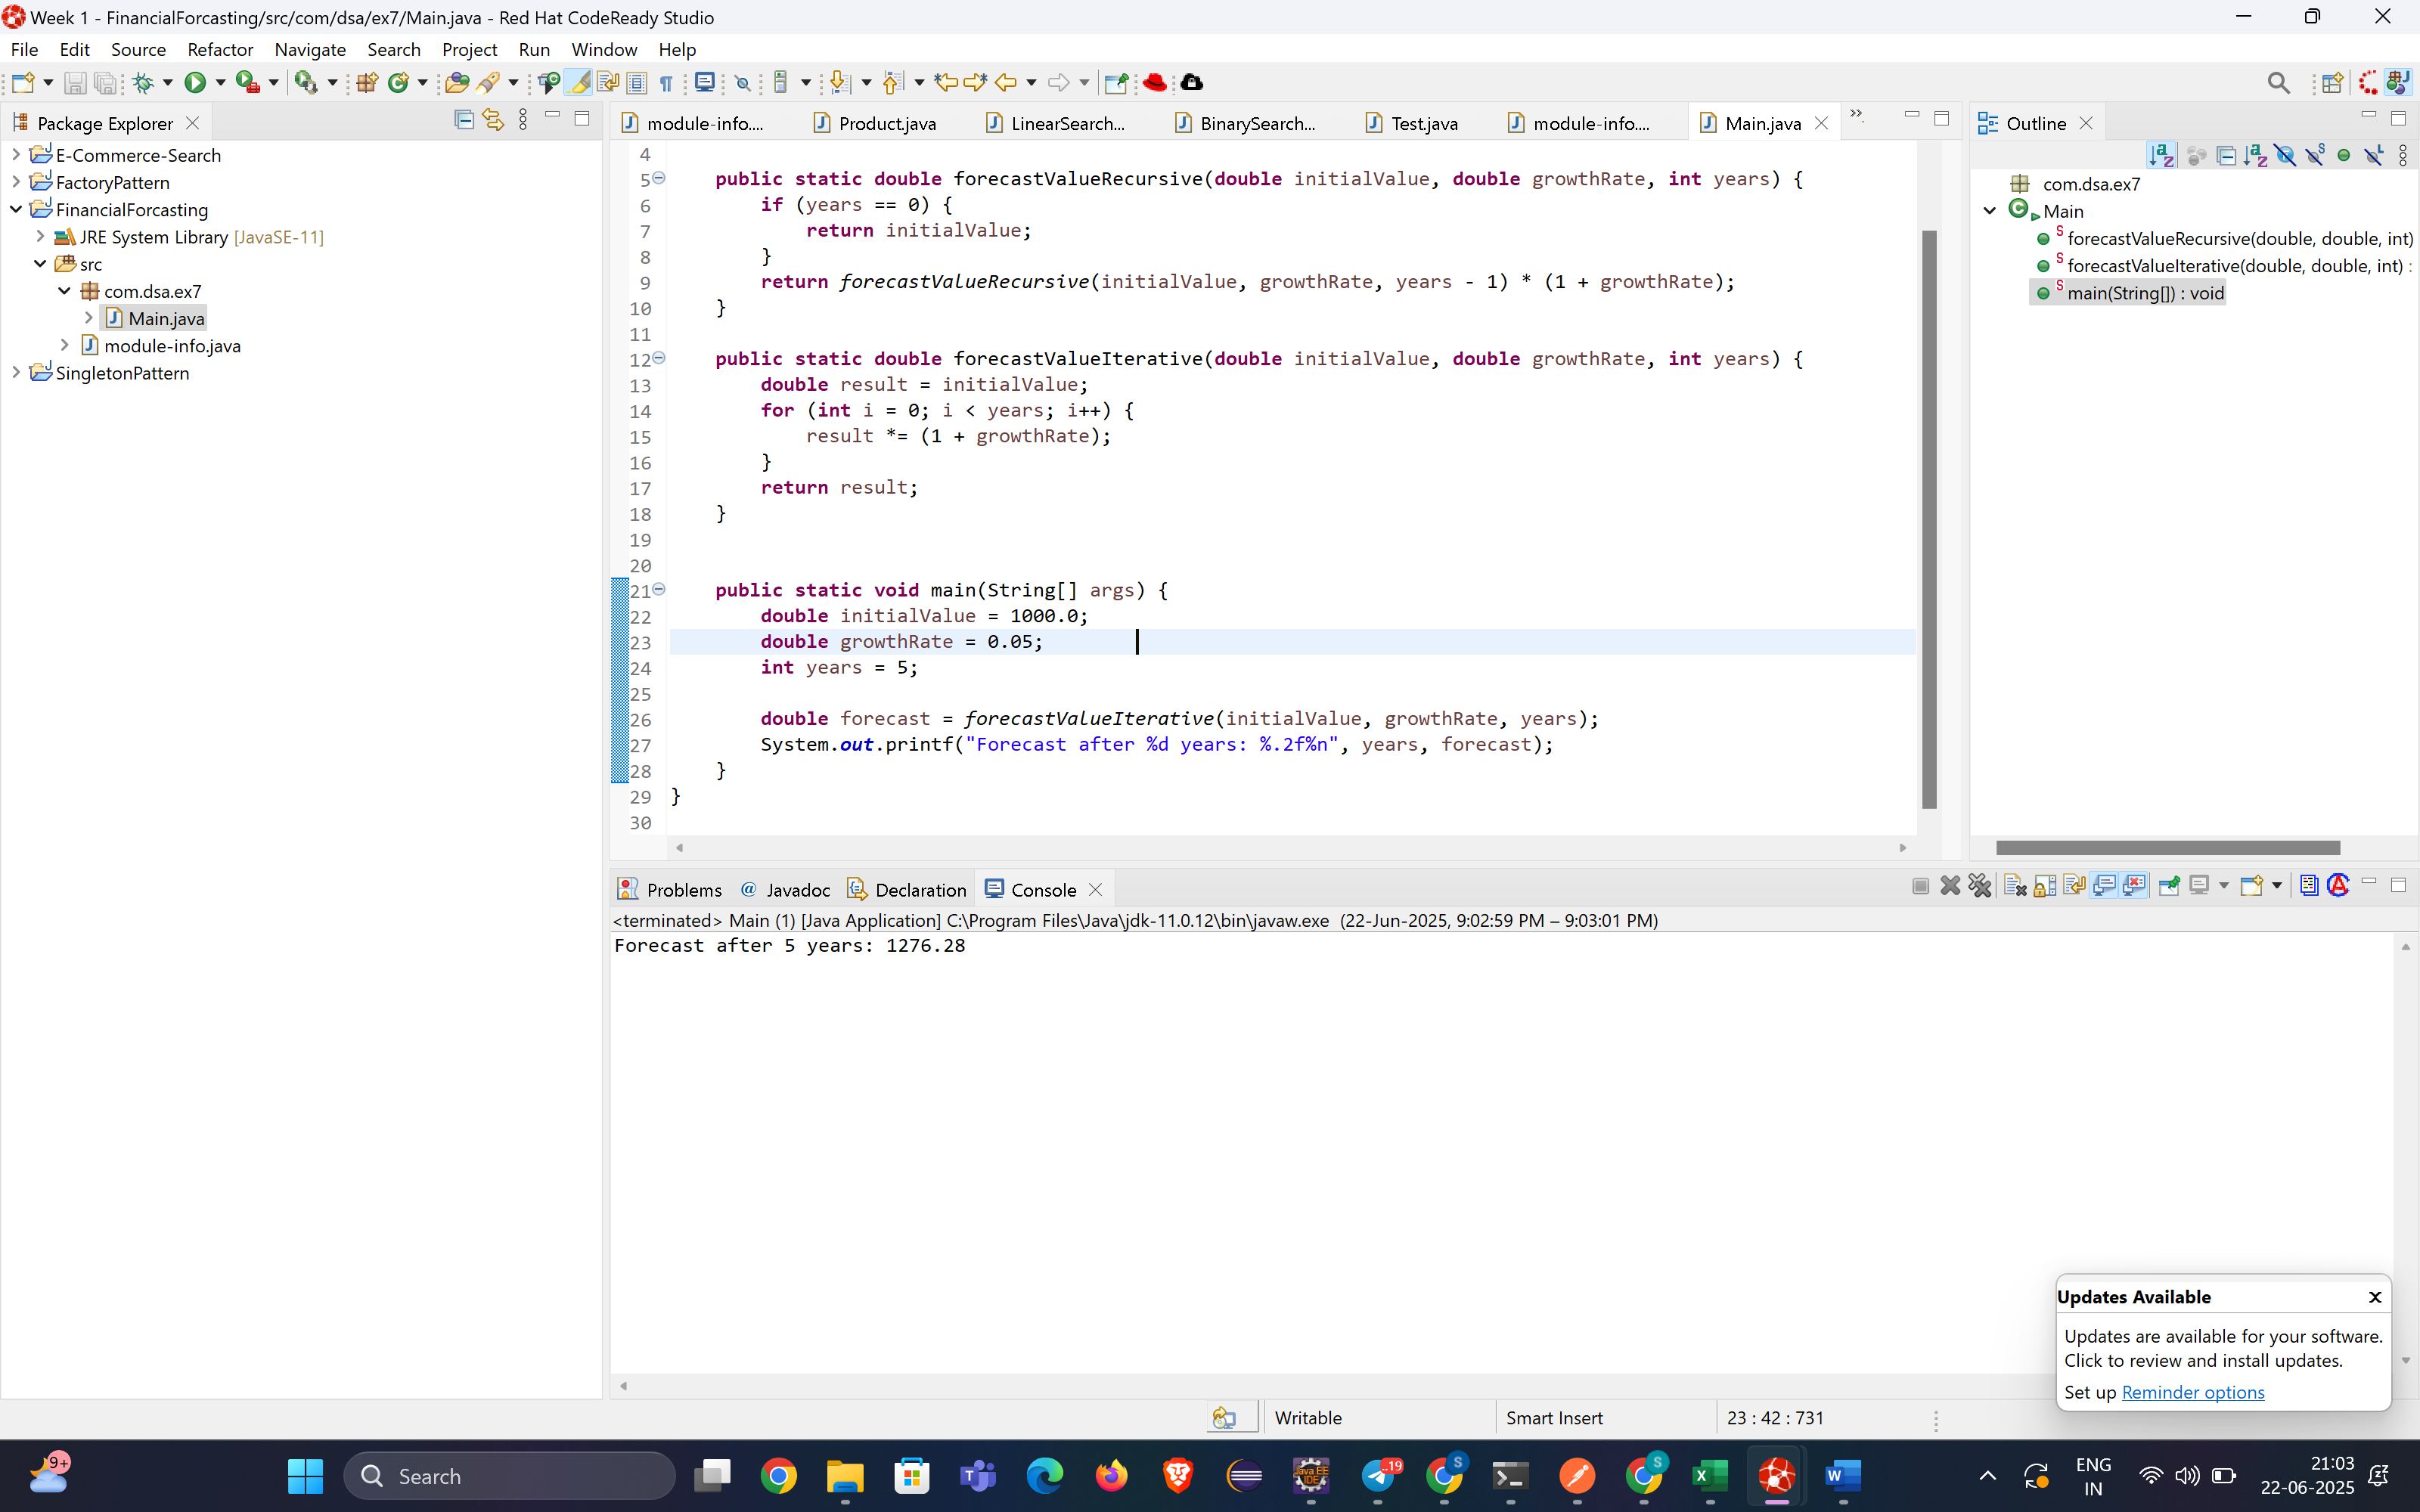 Week 1 - FinancialForcasting/src/com/dsa/ex7/Main.java - Red Hat CodeReady Studio
File Edit Source Refactor Navigate Search Project Run Window Help
Package Explorer
E-Commerce-Search
FactoryPattern
FinancialForcasting
JRE System Library [JavaSE-11]
src
com.dsa.ex7
Main.java
module-info.java
SingletonPattern
module-info.... Product.java LinearSearch... BinarySearch... Test.java module-info.... Main.java
4
5 public static double forecastValueRecursive(double initialValue, double growthRate, int years) {
6 if (years == 0) {
7 return initialValue;
8 }
9 return forecastValueRecursive(initialValue, growthRate, years - 1) * (1 + growthRate);
10 }
11
12 public static double forecastValueIterative(double initialValue, double growthRate, int years) {
13 double result = initialValue;
14 for (int i = 0; i < years; i++) {
15 result *= (1 + growthRate);
16 }
17 return result;
18 }
19
20
21 public static void main(String[] args) {
22 double initialValue = 1000.0;
23 double growthRate = 0.05;
24 int years = 5;
25
26 double forecast = forecastValueIterative(initialValue, growthRate, years);
27 System.out.printf("Forecast after %d years: %.2f%n", years, forecast);
28 }
29 }
30
Outline
com.dsa.ex7
Main
forecastValueRecursive(double, double, int)
forecastValueIterative(double, double, int) :
main(String[]) : void
Problems @ Javadoc Declaration Console
<terminated> Main (1) [Java Application] C:\Program Files\Java\jdk-11.0.12\bin\javaw.exe (22-Jun-2025, 9:02:59 PM – 9:03:01 PM)
Forecast after 5 years: 1276.28
Updates Available
Updates are available for your software.
Click to review and install updates.
Set up Reminder options
Writable Smart Insert 23 : 42 : 731
9+
Search
19
ENG
IN
21:03
22-06-2025